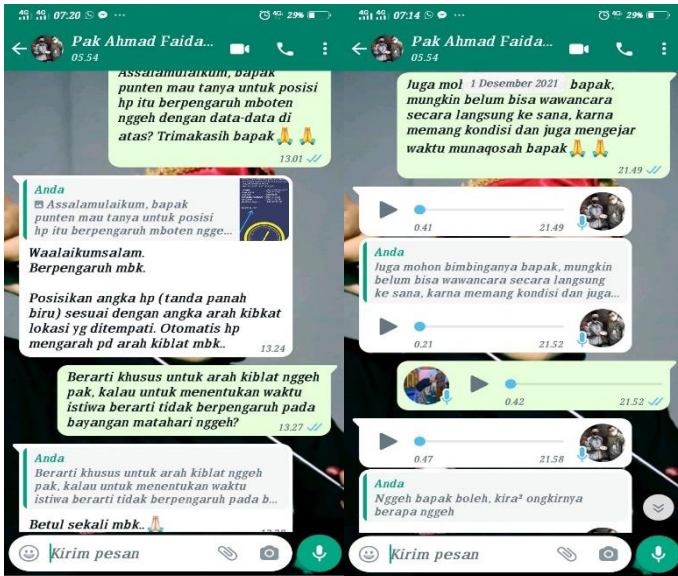 4G 4G 07:20 ...
4G 29%
Pak Ahmad Faida...
05.54
Assalamulaikum, bapak
punten mau tanya untuk posisi
hp itu berpengaruh mboten
nggeh dengan data-data di
atas? Trimakasih bapak🙏 🙏
13.01
Anda
Assalamulaikum, bapak
punten mau tanya untuk posisi
hp itu berpengaruh mboten ngge...
Waalaikumsalam.
Berpengaruh mbk.
Posisikan angka hp (tanda panah
biru) sesuai dengan angka arah kibkat
lokasi yg ditempati. Otomatis hp
mengarah pd arah kiblat mbk..
13.24
Berarti khusus untuk arah kiblat nggeh
pak, kalau untuk menentukan waktu
istiwa berarti tidak berpengaruh pada
bayangan matahari nggeh?
13.27
Anda
Berarti khusus untuk arah kiblat nggeh
pak, kalau untuk menentukan waktu
istiwa berarti tidak berpengaruh pada b...
Betul sekali mbk..🙏
Kirim pesan
4G 4G 07:14 ...
4G 29%
Pak Ahmad Faida...
05.54
1 Desember 2021
Juga mol bapak,
mungkin belum bisa wawancara
secara langsung ke sana, karna
memang kondisi dan juga mengejar
waktu munaqosah bapak🙏 🙏
21.49
0.41 21.49
Anda
Juga mohon bimbinganya bapak, mungkin
belum bisa wawancara secara langsung
ke sana, karna memang kondisi dan juga...
0.21 21.52
0.42 21.52
0.47 21.58
Anda
Nggeh bapak boleh, kira² ongkirnya
berapa nggeh
Kirim pesan